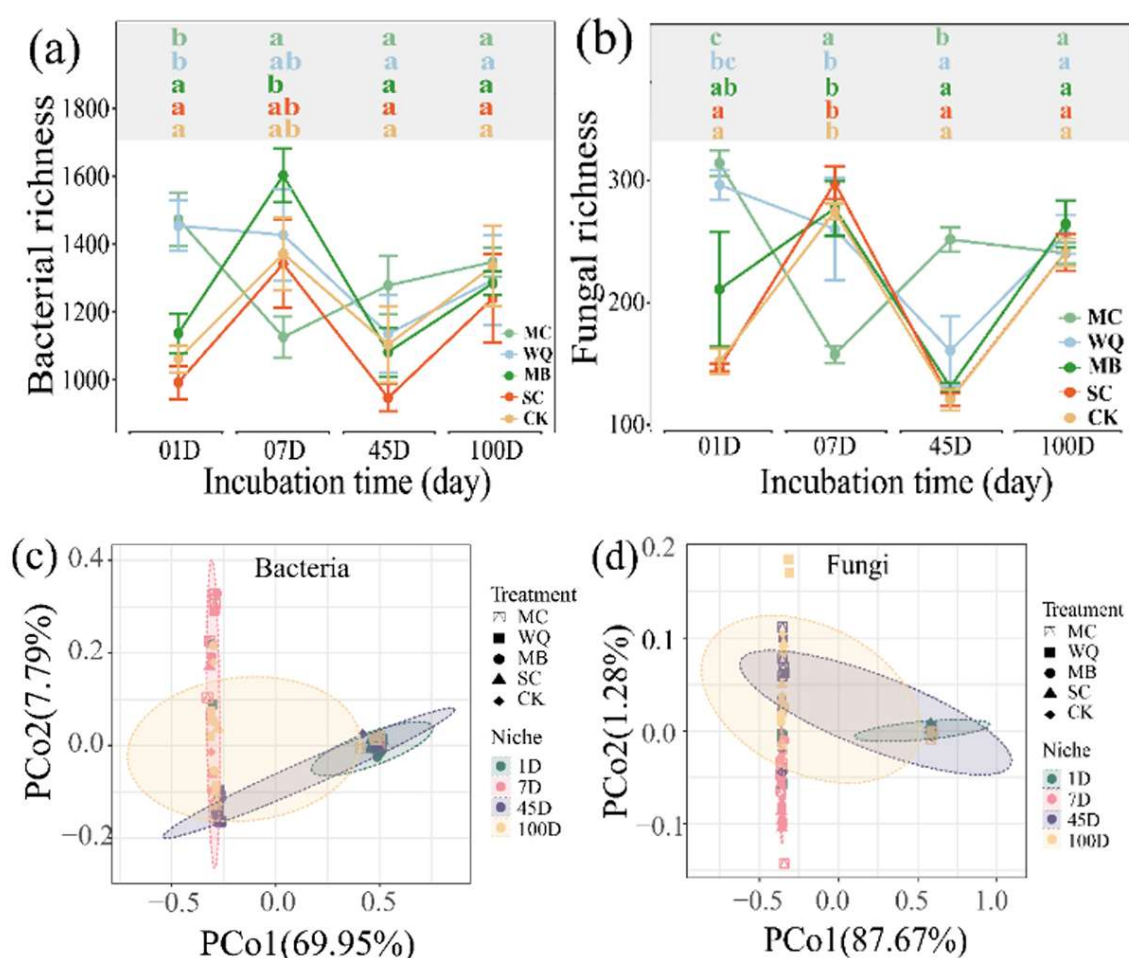 (a)
b a a a
b ab a a
a b a a
a ab a a
a ab a a
Bacterial richness
1800
1600
1400
1200
1000
MC
WQ
MB
SC
CK
01D 07D 45D 100D
Incubation time (day)
(b)
c a b a
bc b a a
ab b a a
a b a a
a b a a
Fungal richness
300
200
100
MC
WQ
MB
SC
CK
01D 07D 45D 100D
Incubation time (day)
(c)
Bacteria
PCo2(7.79%)
0.4
0.2
0.0
−0.2
−0.5 0.0 0.5
PCo1(69.95%)
Treatment
MC
WQ
MB
SC
CK
Niche
1D
7D
45D
100D
(d)
Fungi
PCo2(1.28%)
0.2
0.1
0.0
−0.1
−0.5 0.0 0.5 1.0
PCo1(87.67%)
Treatment
MC
WQ
MB
SC
CK
Niche
1D
7D
45D
100D